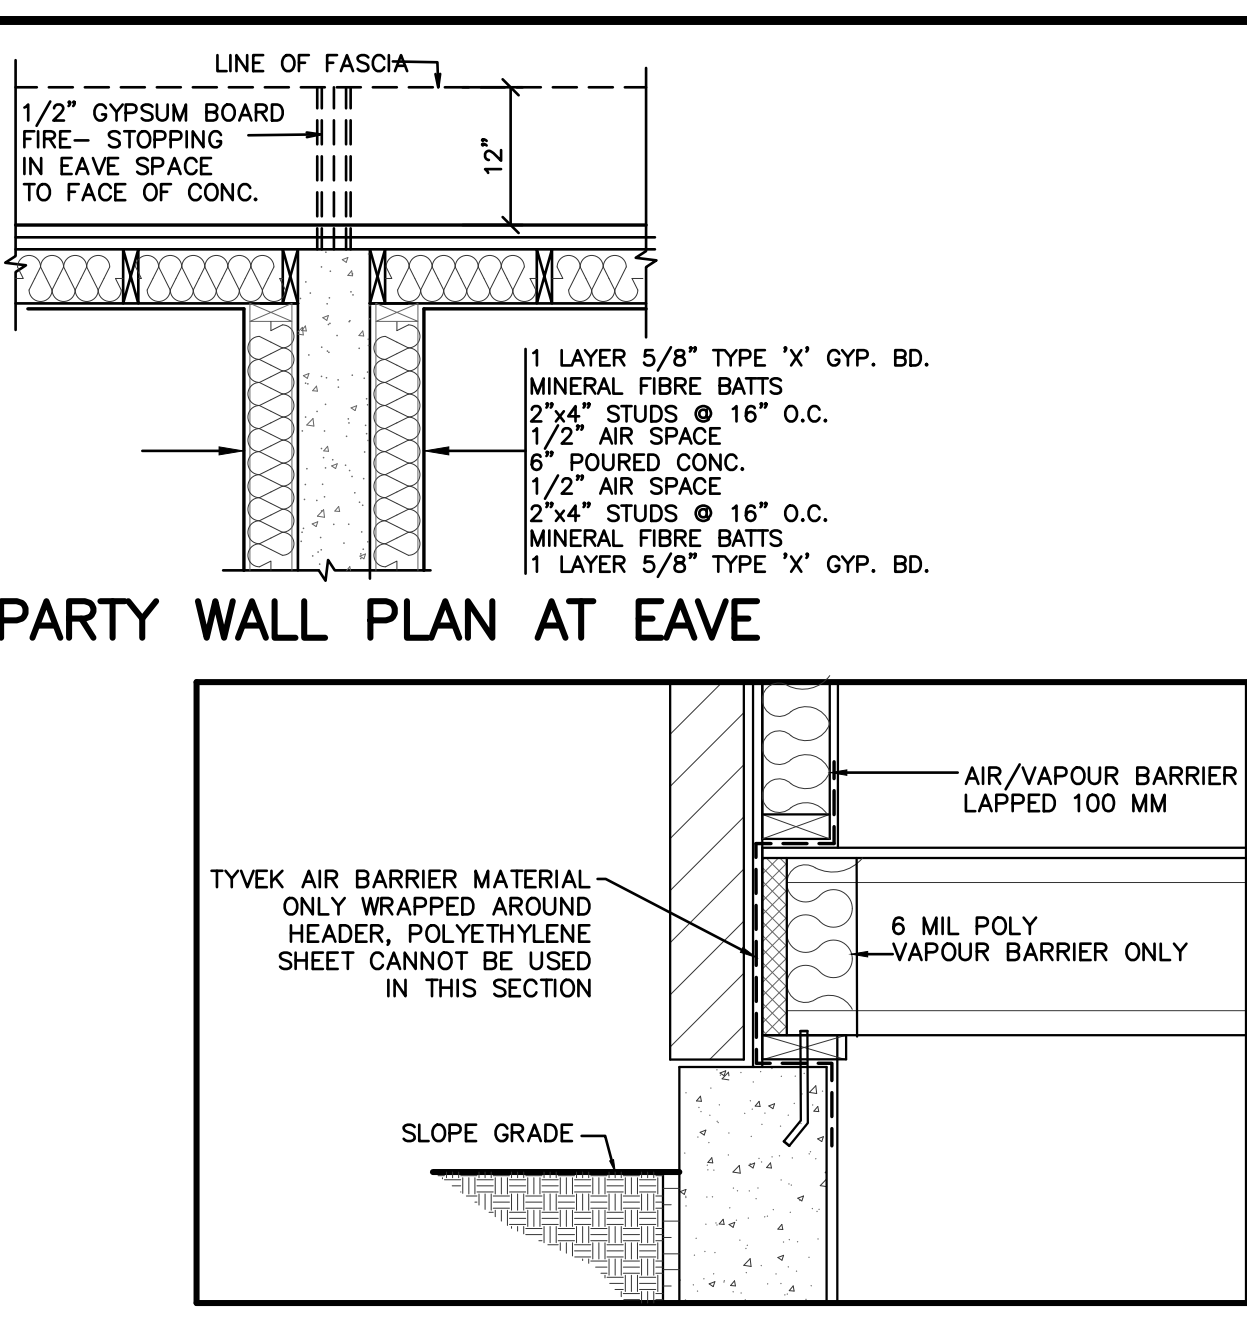 LINE OF FASCIA
1/2" GYPSUM BOARD
FIRE- STOPPING
IN EAVE SPACE
TO FACE OF CONC.
12"
1 LAYER 5/8" TYPE 'X' GYP. BD.
MINERAL FIBRE BATTS
2"x4" STUDS @ 16" O.C.
1/2" AIR SPACE
6" POURED CONC.
1/2" AIR SPACE
2"x4" STUDS @ 16" O.C.
MINERAL FIBRE BATTS
1 LAYER 5/8" TYPE 'X' GYP. BD.
PARTY WALL PLAN AT EAVE
AIR/VAPOUR BARRIER
LAPPED 100 MM
TYVEK AIR BARRIER MATERIAL
ONLY WRAPPED AROUND
HEADER, POLYETHYLENE
SHEET CANNOT BE USED
IN THIS SECTION
6 MIL POLY
VAPOUR BARRIER ONLY
SLOPE GRADE